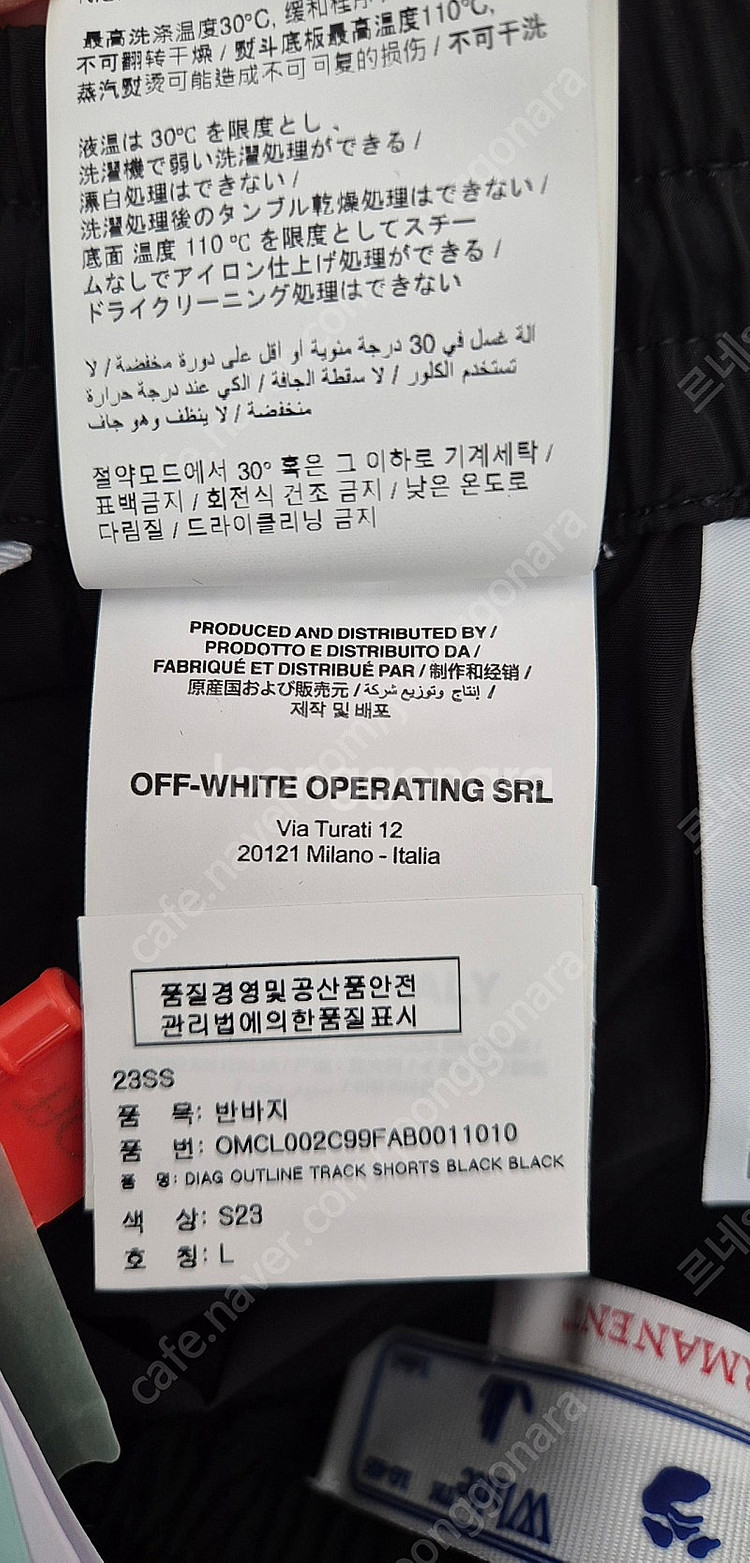 最高洗涤温度30°C, 缓和程序
不可翻转干燥 / 熨斗底板最高温度110°C,
蒸汽熨烫可能造成不可可复的损伤 / 不可干洗
液温は 30℃ を限度とし、
洗濯機で弱い洗濯処理ができる /
漂白処理はできない /
洗濯処理後のタンブル乾燥処理はできない /
底面 温度 110 ℃ を限度としてスチー
ムなしでアイロン仕上げ処理ができる /
ドライクリーニング処理はできない
الة غسل في 30 درجة منوية او اقل على دورة مخفضة / لا
تستخدم الكلور / لا سقطة الجافة / الكي عند درجة حرارة
منخفضة / لا ينظف وهو جاف
절약모드에서 30° 혹은 그 이하로 기계세탁 /
표백금지 / 회전식 건조 금지 / 낮은 온도로
다림질 / 드라이클리닝 금지
PRODUCED AND DISTRIBUTED BY /
PRODOTTO E DISTRIBUITO DA /
FABRIQUÉ ET DISTRIBUÉ PAR / 制作和经销 /
原産国および販売元 / إنتاج وتوزيع شركة /
제작 및 배포
OFF-WHITE OPERATING SRL
Via Turati 12
20121 Milano - Italia
품질경영및공산품안전
관리법에의한품질표시
23SS
품 목: 반바지
품 번: OMCL002C99FAB0011010
품 명: DIAG OUTLINE TRACK SHORTS BLACK BLACK
색 상: S23
호 칭: L
RMANENT
cafe.naver.com/joonggonara
르네